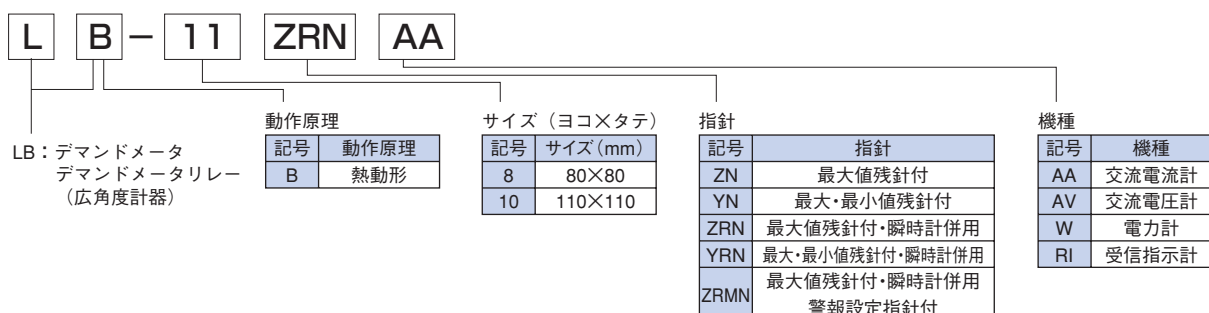 L B － 11 ZRN AA
LB：デマンドメータ
デマンドメータリレー
（広角度計器）
動作原理
記号 動作原理
B 熱動形
サイズ（ヨコ×タテ）
記号 サイズ（mm）
8 80×80
10 110×110
指針
記号 指針
ZN 最大値残針付
YN 最大・最小値残針付
ZRN 最大値残針付・瞬時計併用
YRN 最大・最小値残針付・瞬時計併用
ZRMN 最大値残針付・瞬時計併用
警報設定指針付
機種
記号 機種
AA 交流電流計
AV 交流電圧計
W 電力計
RI 受信指示計